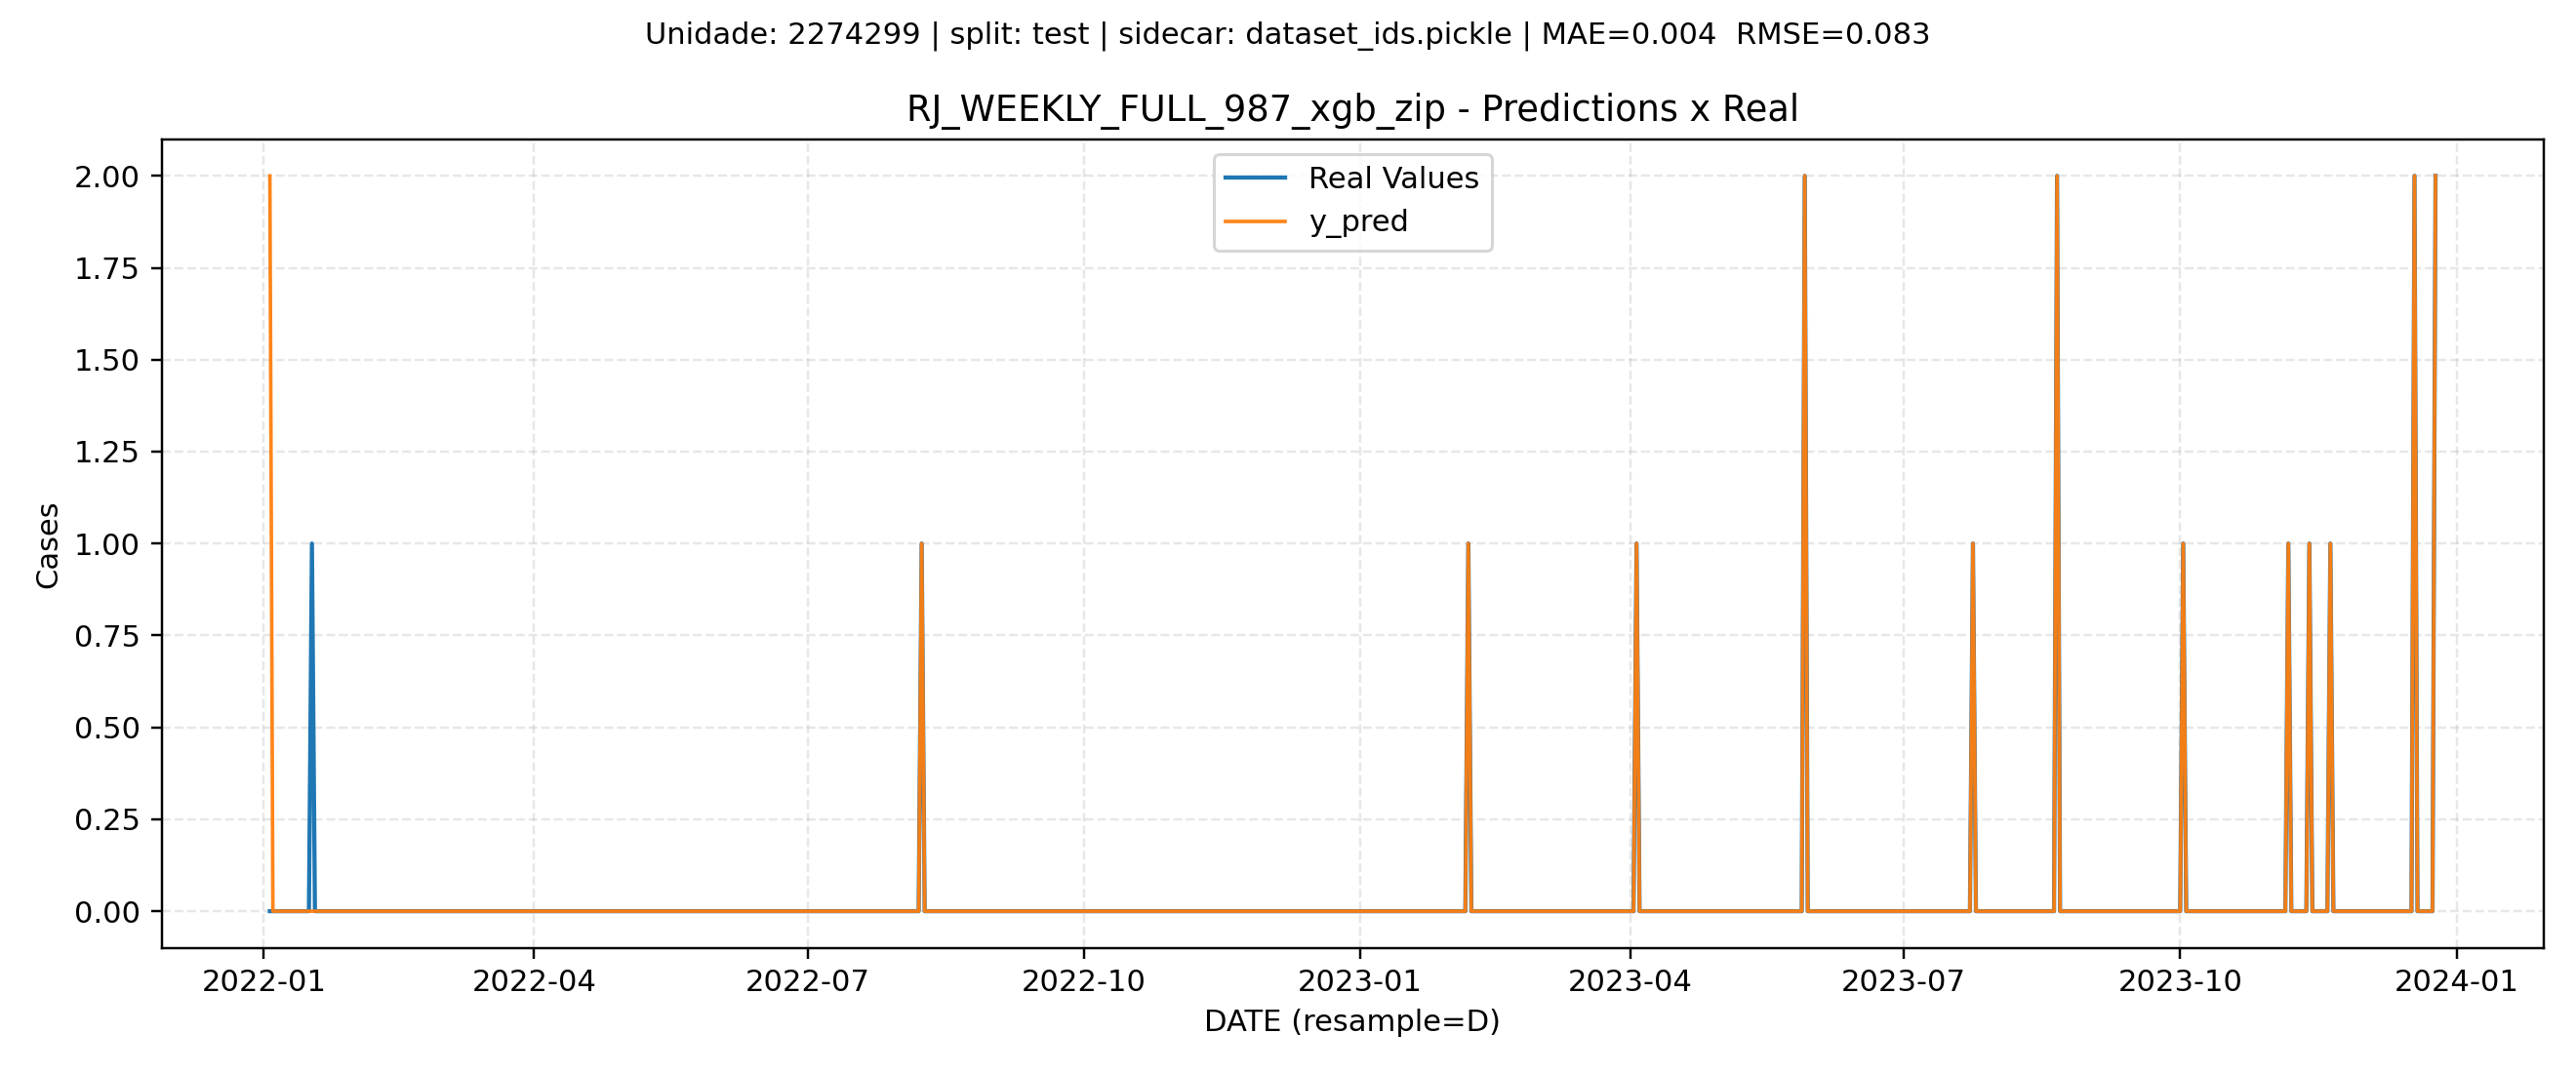 Unidade: 2274299 | split: test | sidecar: dataset_ids.pickle | MAE=0.004  RMSE=0.083
RJ_WEEKLY_FULL_987_xgb_zip - Predictions x Real
Real Values
y_pred
2.00
1.75
1.50
1.25
1.00
0.75
0.50
0.25
0.00
Cases
2022-01 2022-04 2022-07 2022-10 2023-01 2023-04 2023-07 2023-10 2024-01
DATE (resample=D)